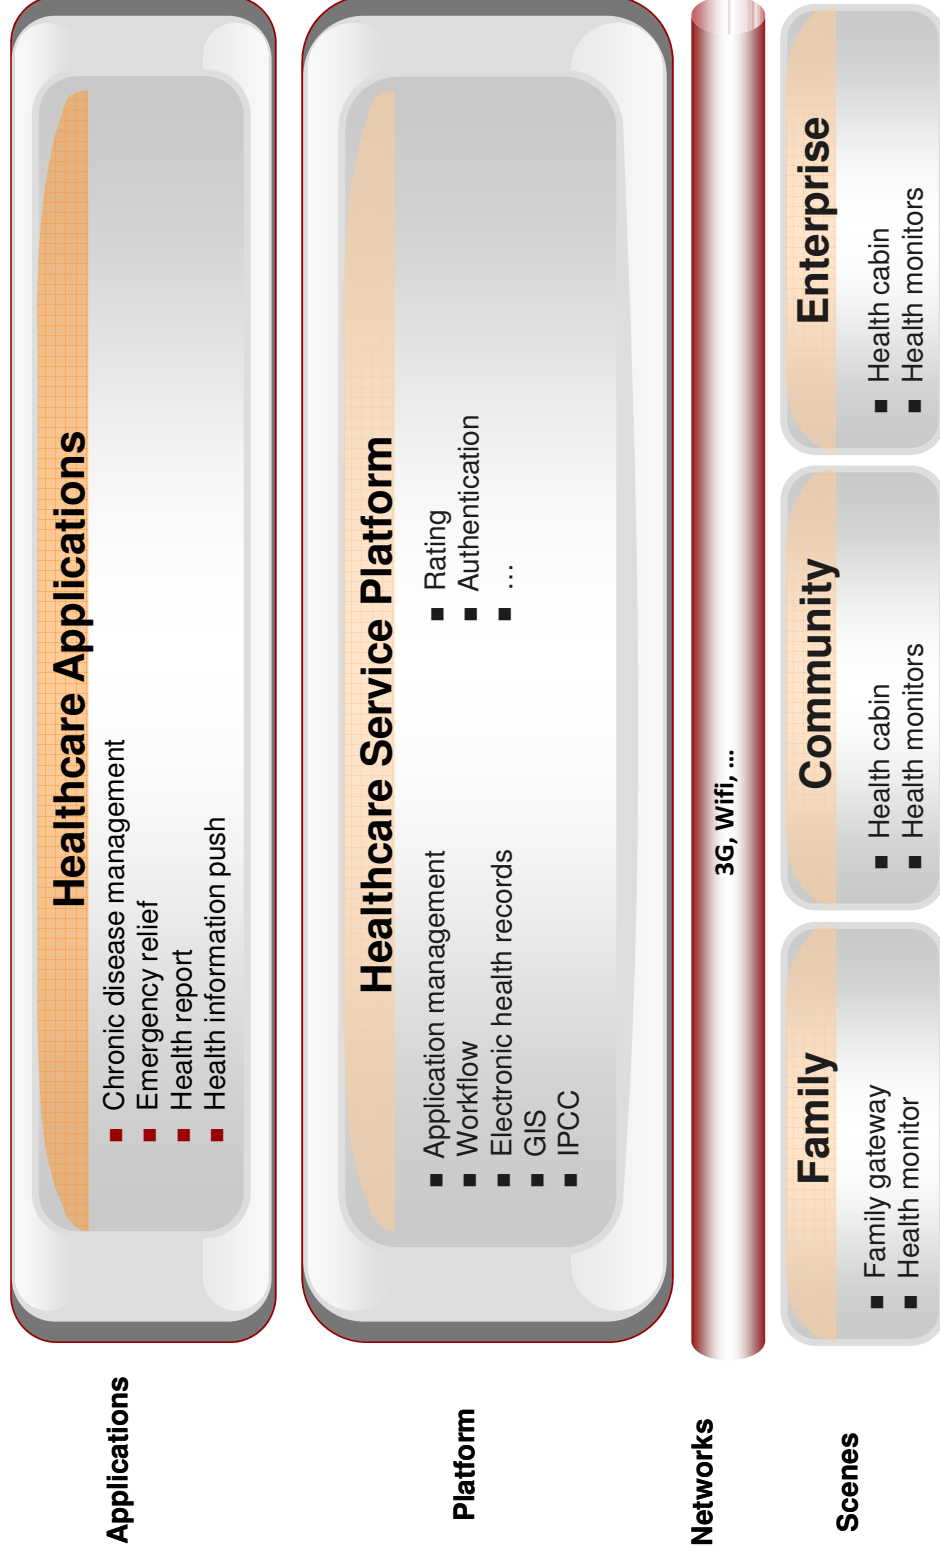 Applications
Healthcare Applications
Chronic disease management
Emergency relief
Health report
Health information push
Platform
Healthcare Service Platform
Application management
Workflow
Electronic health records
GIS
IPCC
Rating
Authentication
...
Networks
3G, Wifi, ...
Scenes
Family
Family gateway
Health monitor
Community
Health cabin
Health monitors
Enterprise
Health cabin
Health monitors